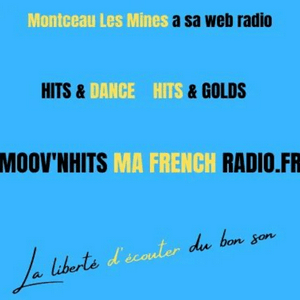 Montceau Les Mines a sa web radio
HITS & DANCE HITS & GOLDS
MOOV'NHITS MA FRENCH RADIO.FR
La liberté d'écouter du bon son